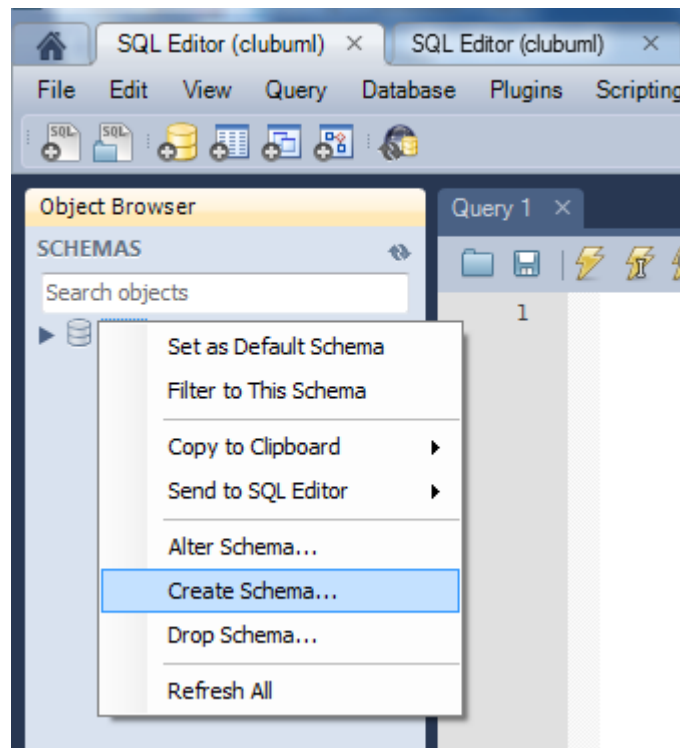 SQL Editor (clubuml) × SQL Editor (clubuml) ×
File Edit View Query Database Plugins Scripting
SQL SQL
Object Browser
Query 1 ×
SCHEMAS
Search objects
1
Set as Default Schema
Filter to This Schema
Copy to Clipboard
Send to SQL Editor
Alter Schema...
Create Schema...
Drop Schema...
Refresh All